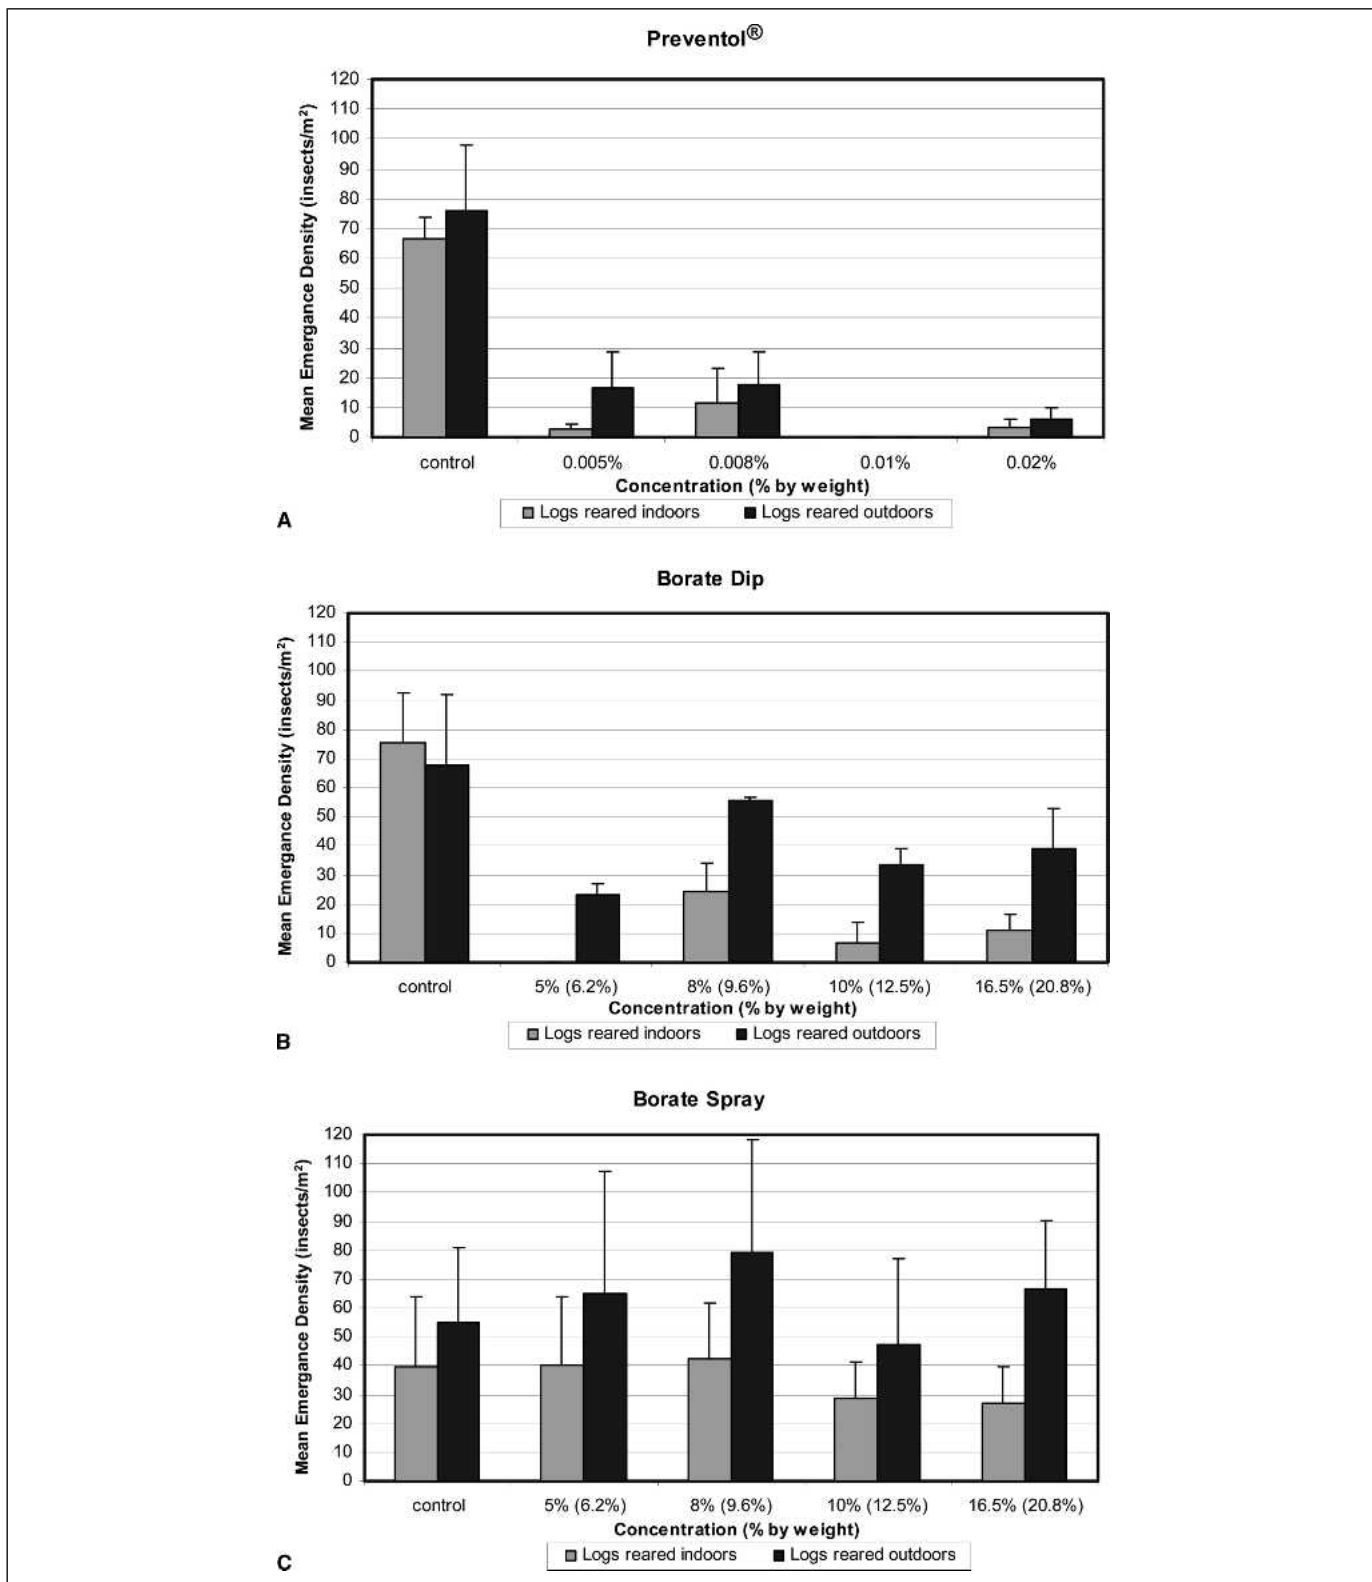 Preventol®
120
110
100
90
80
70
60
50
40
30
20
10
0
Mean Emergance Density (insects/m²)
control 0.005% 0.008% 0.01% 0.02%
Concentration (% by weight)
Logs reared indoors Logs reared outdoors
A
Borate Dip
120
110
100
90
80
70
60
50
40
30
20
10
0
Mean Emergance Density (insects/m²)
control 5% (6.2%) 8% (9.6%) 10% (12.5%) 16.5% (20.8%)
Concentration (% by weight)
Logs reared indoors Logs reared outdoors
B
Borate Spray
120
110
100
90
80
70
60
50
40
30
20
10
0
Mean Emergance Density (insects/m²)
control 5% (6.2%) 8% (9.6%) 10% (12.5%) 16.5% (20.8%)
Concentration (% by weight)
Logs reared indoors Logs reared outdoors
C